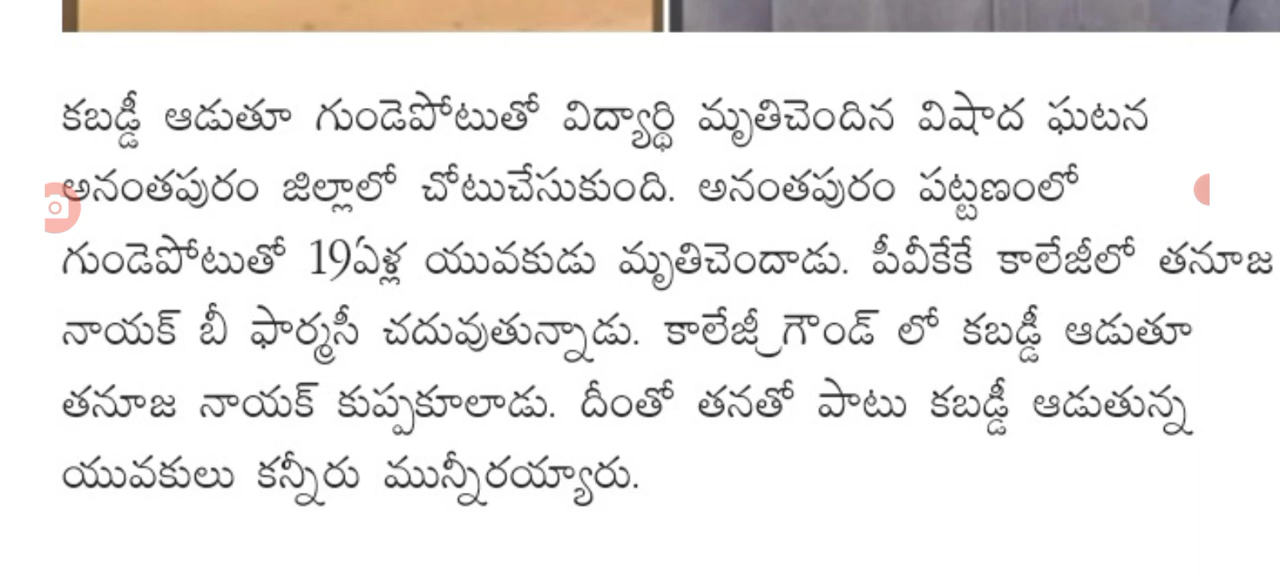 కబడ్డీ ఆడుతూ గుండెపోటుతో విద్యార్థి మృతిచెందిన విషాద ఘటన
అనంతపురం జిల్లాలో చోటుచేసుకుంది. అనంతపురం పట్టణంలో
గుండెపోటుతో 19ఏళ్ల యువకుడు మృతిచెందాడు. పీవీకేకే కాలేజీలో తనూజ
నాయక్ బీ ఫార్మసీ చదువుతున్నాడు. కాలేజ్గ్రౌండ్ లో కబడ్డీ ఆడుతూ
తనూజ నాయక్ కుప్పకూలాడు. దీంతో తనతో పాటు కబడ్డీ ఆడుతున్న
యువకులు కన్నీరు మున్నీరయ్యారు.